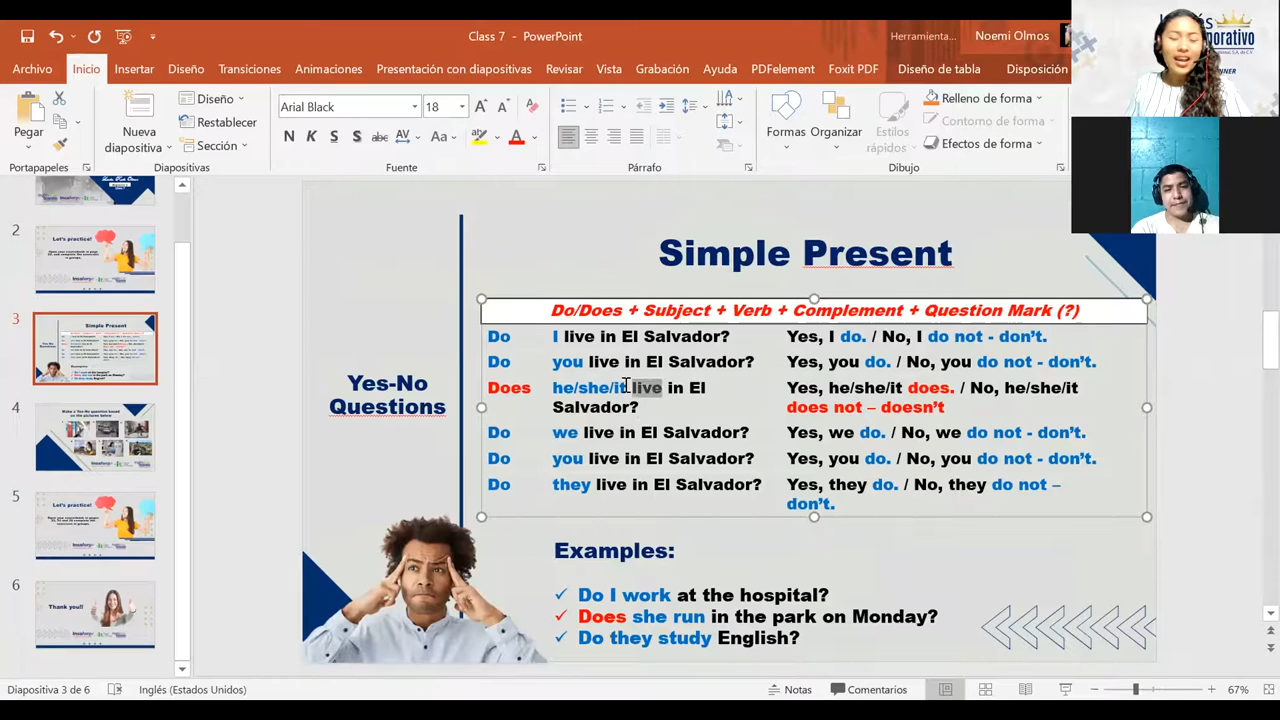 Class 7 - PowerPoint
Herramienta...
Noemi Olmos
Archivo
Inicio
Insertar
Diseño
Transiciones
Animaciones
Presentación con diapositivas
Revisar
Vista
Grabación
Ayuda
PDFelement
Foxit PDF
Diseño de tabla
Disposición
Pegar
Nueva
diapositiva
Diseño
Restablecer
Sección
Arial Black
18
Formas
Organizar
Estilos
rápidos
Relleno de forma
Contorno de forma
Efectos de forma
Portapapeles
Diapositivas
Fuente
Párrafo
Dibujo
2
Let's practice!
3
4
5
Let's practice!
6
Thank you!!
Simple Present
Yes-No
Questions
Do/Does + Subject + Verb + Complement + Question Mark (?)
Do I live in El Salvador? Yes, I do. / No, I do not - don't.
Do you live in El Salvador? Yes, you do. / No, you do not - don't.
Does he/she/it live in El Yes, he/she/it does. / No, he/she/it
Salvador? does not – doesn't
Do we live in El Salvador? Yes, we do. / No, we do not - don't.
Do you live in El Salvador? Yes, you do. / No, you do not - don't.
Do they live in El Salvador? Yes, they do. / No, they do not –
don't.
Examples:
Do I work at the hospital?
Does she run in the park on Monday?
Do they study English?
Diapositiva 3 de 6
Inglés (Estados Unidos)
Notas
Comentarios
67%